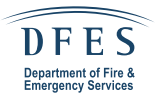 DFES
Department of Fire &
Emergency Services